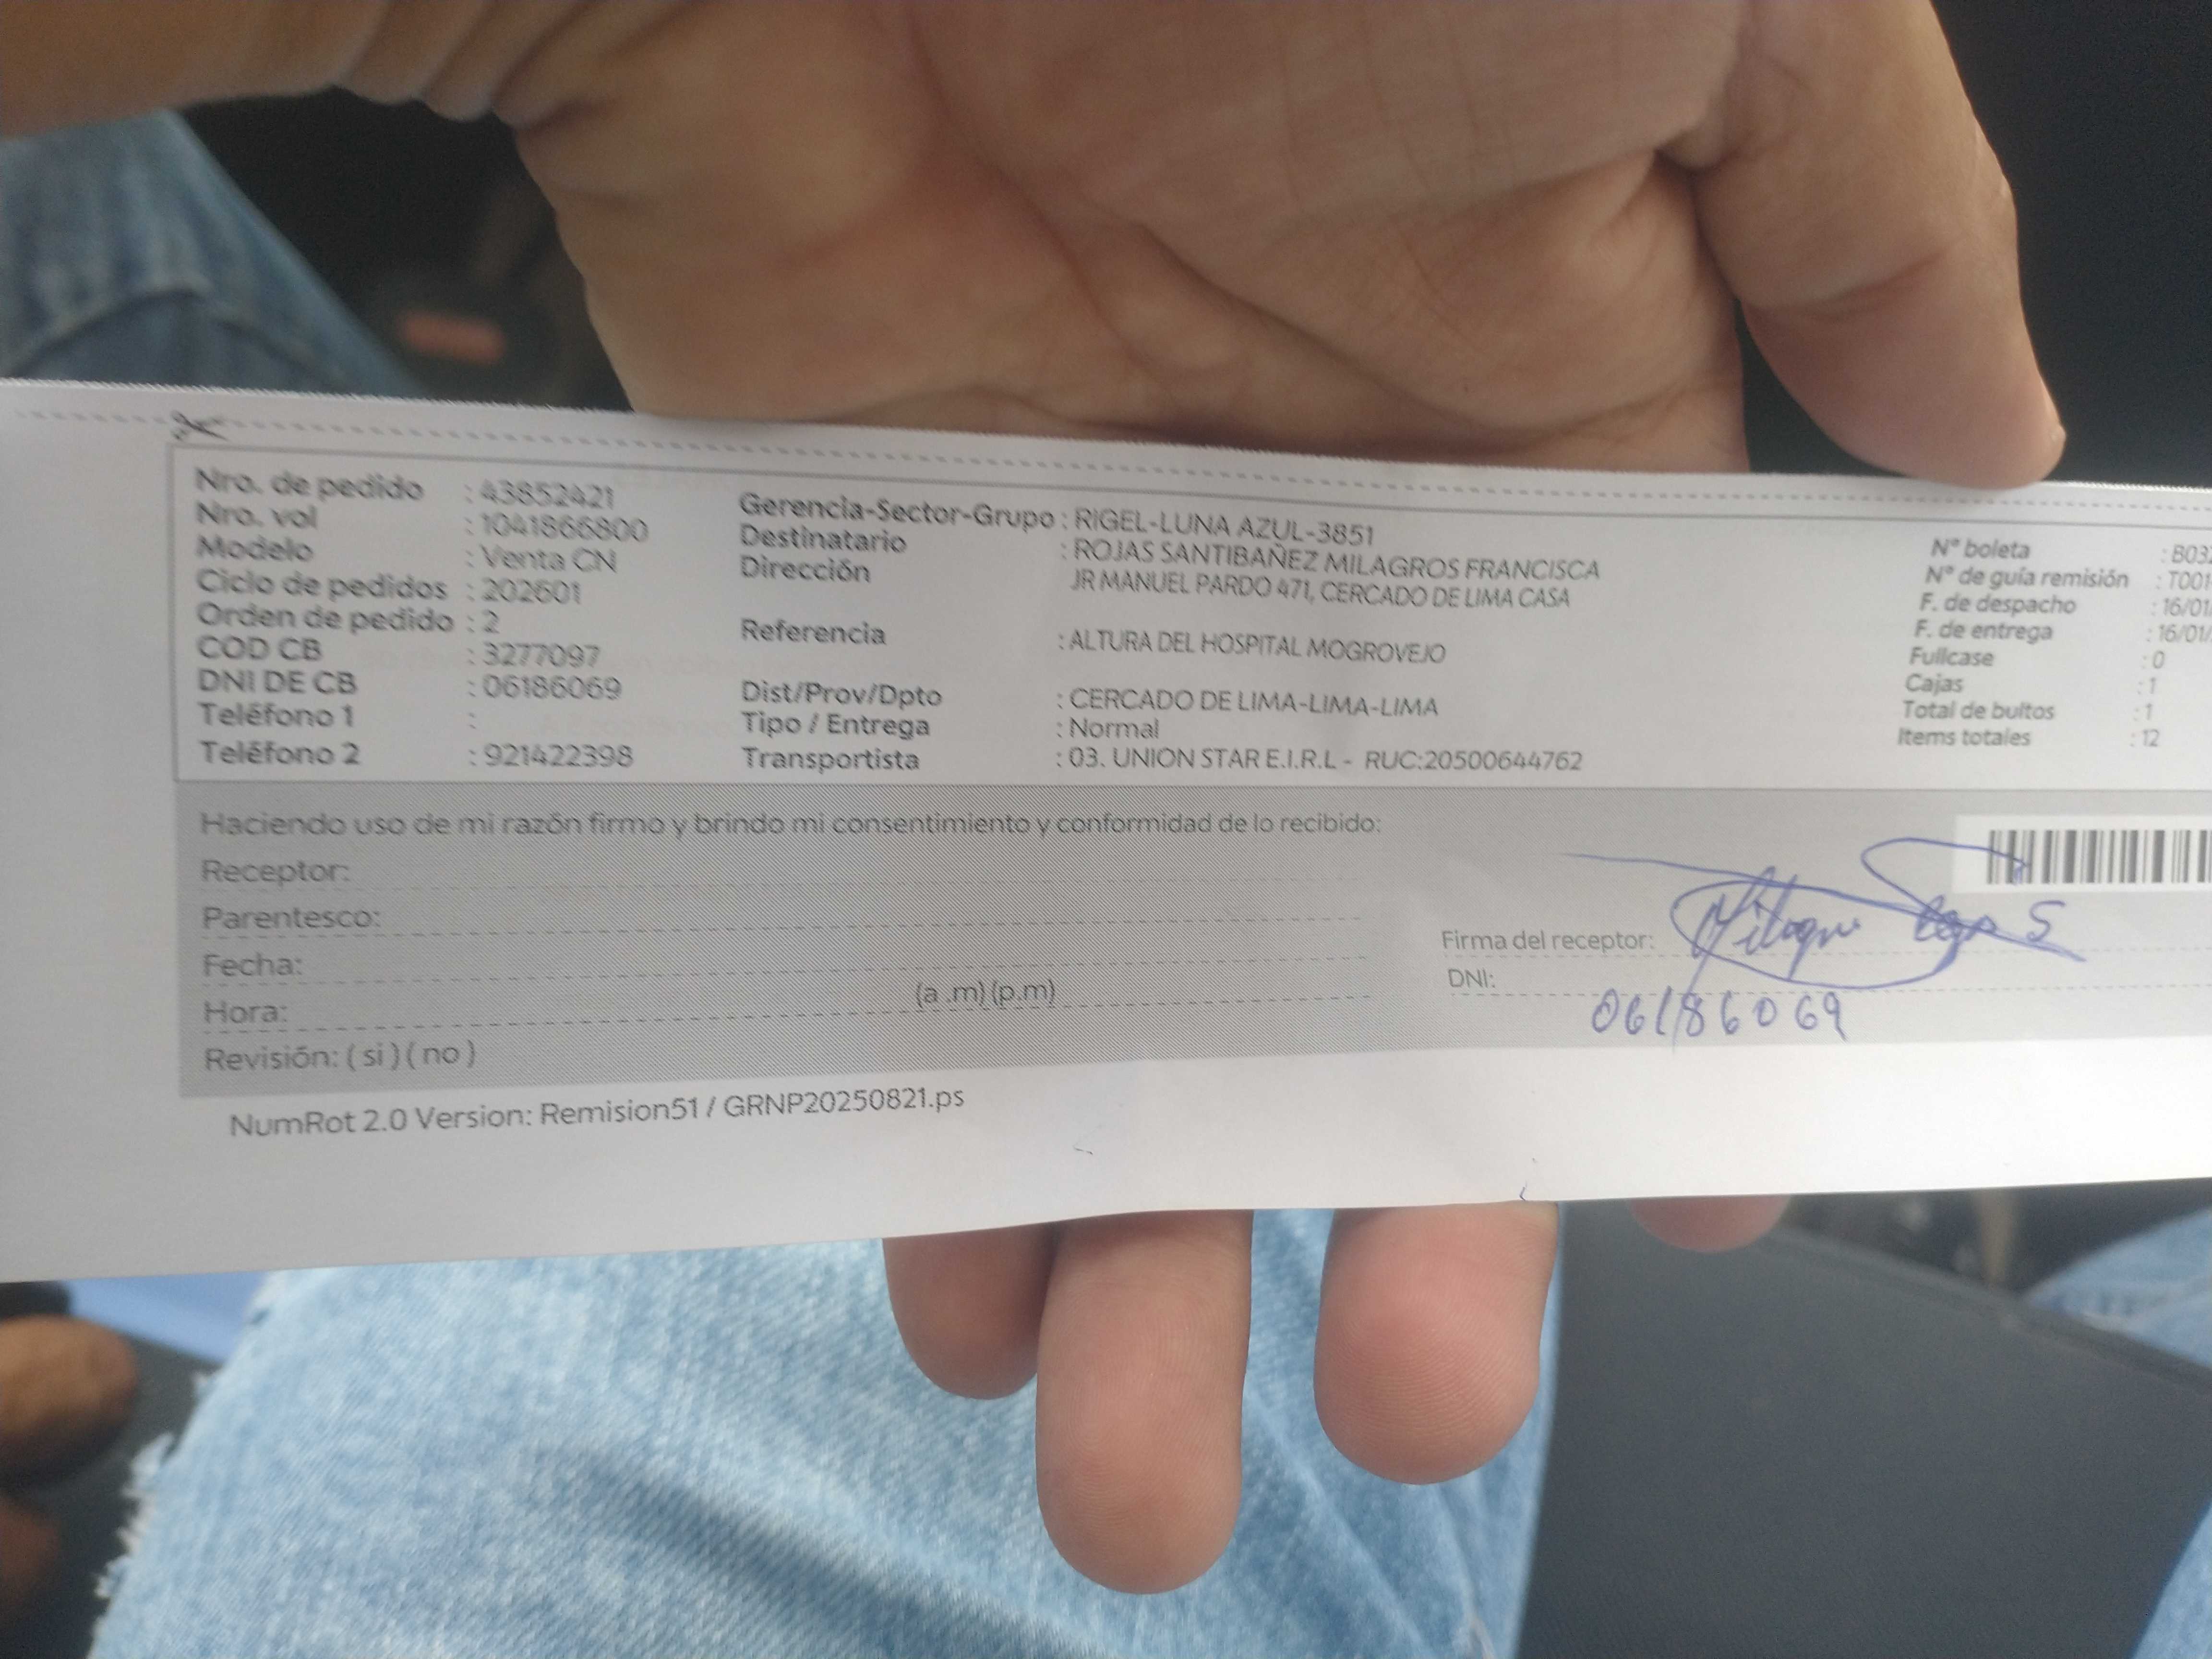 Nro. de pedido : 43852421
Nro. vol : 1041866800
Modelo : Venta CN
Ciclo de pedidos : 202601
Orden de pedido : 2
COD CB : 3277097
DNI DE CB : 06186069
Teléfono 1 :
Teléfono 2 : 921422398
Gerencia-Sector-Grupo : RIGEL-LUNA AZUL-3851
Destinatario : ROJAS SANTIBAÑEZ MILAGROS FRANCISCA
Dirección JR MANUEL PARDO 471, CERCADO DE LIMA CASA
Referencia : ALTURA DEL HOSPITAL MOGROVEJO
Dist/Prov/Dpto : CERCADO DE LIMA-LIMA-LIMA
Tipo / Entrega : Normal
Transportista : 03. UNION STAR E.I.R.L - RUC:20500644762
N° boleta : B03
N° de guía remisión : T001
F. de despacho : 16/01/
F. de entrega : 16/01/
Fullcase : 0
Cajas : 1
Total de bultos : 1
Items totales : 12
Haciendo uso de mi razón firmo y brindo mi consentimiento y conformidad de lo recibido:
Receptor:
Parentesco:
Fecha:
Hora: (a .m) (p.m)
Revisión: ( si ) ( no )
Firma del receptor:
DNI: 06186069
NumRot 2.0 Version: Remision51 / GRNP20250821.ps